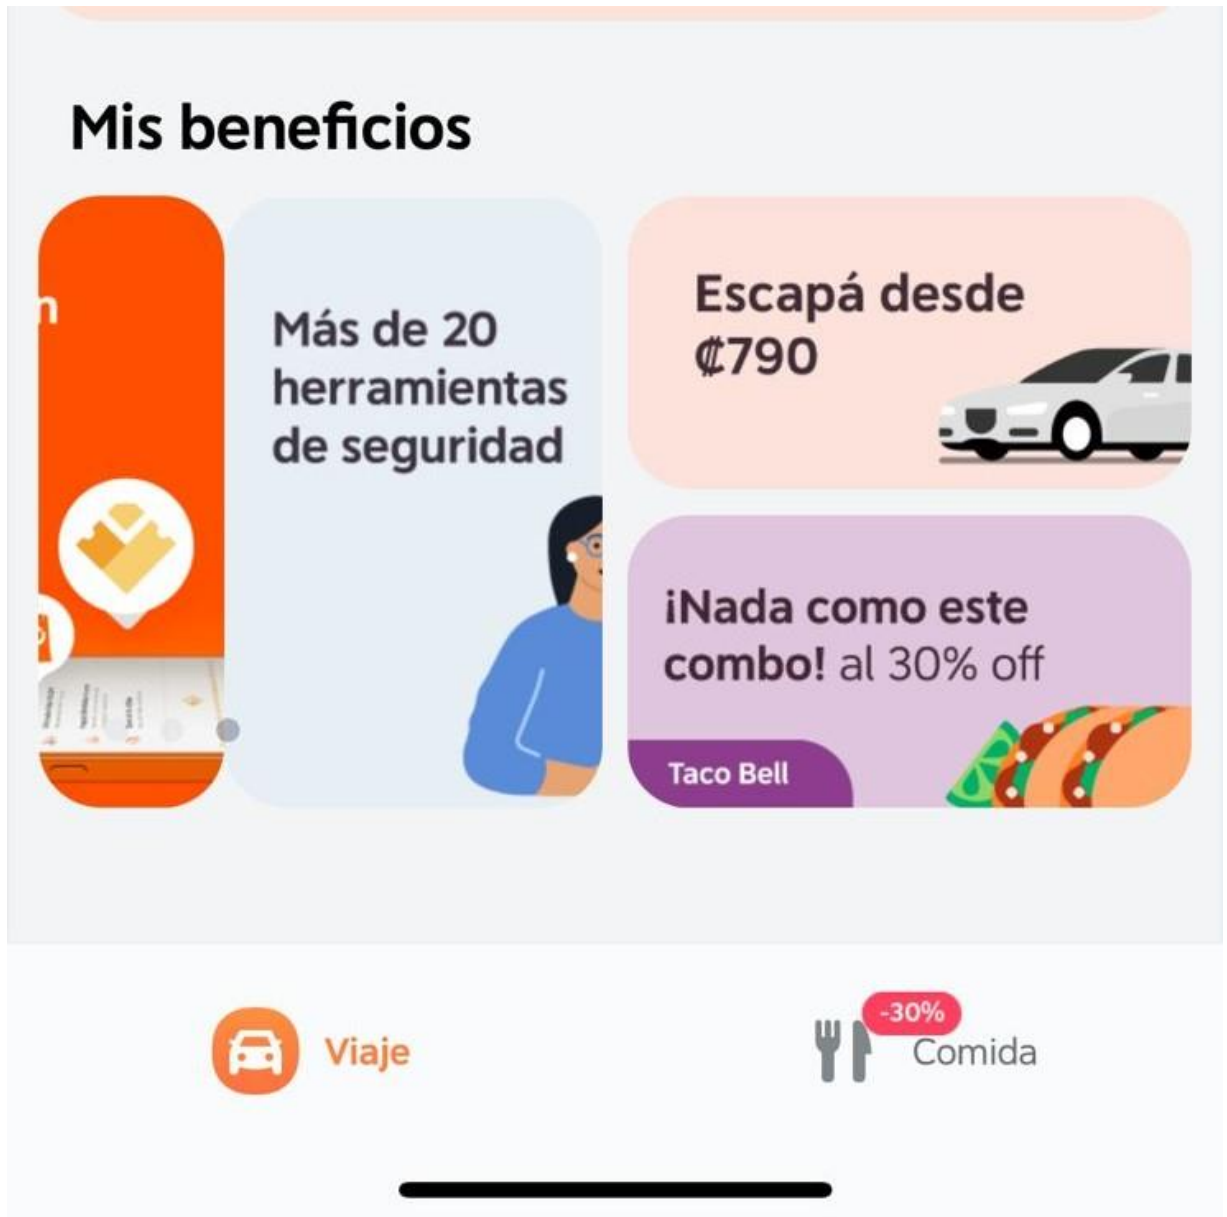 Mis beneficios
n
Más de 20
herramientas
de seguridad
Escapá desde
₡790
¡Nada como este
combo! al 30% off
Taco Bell
Viaje
-30%
Comida